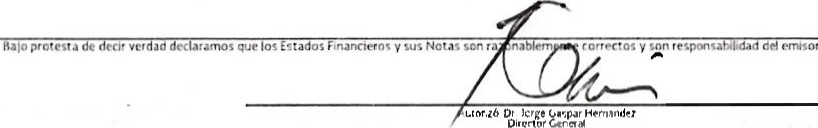 Bajo protesta de decir verdad declaramos que los Estados Financieros y sus Notas son razonablemente correctos y son responsabilidad del emisor
Autorizó Dr. Jorge Gaspar Hernández
Director General